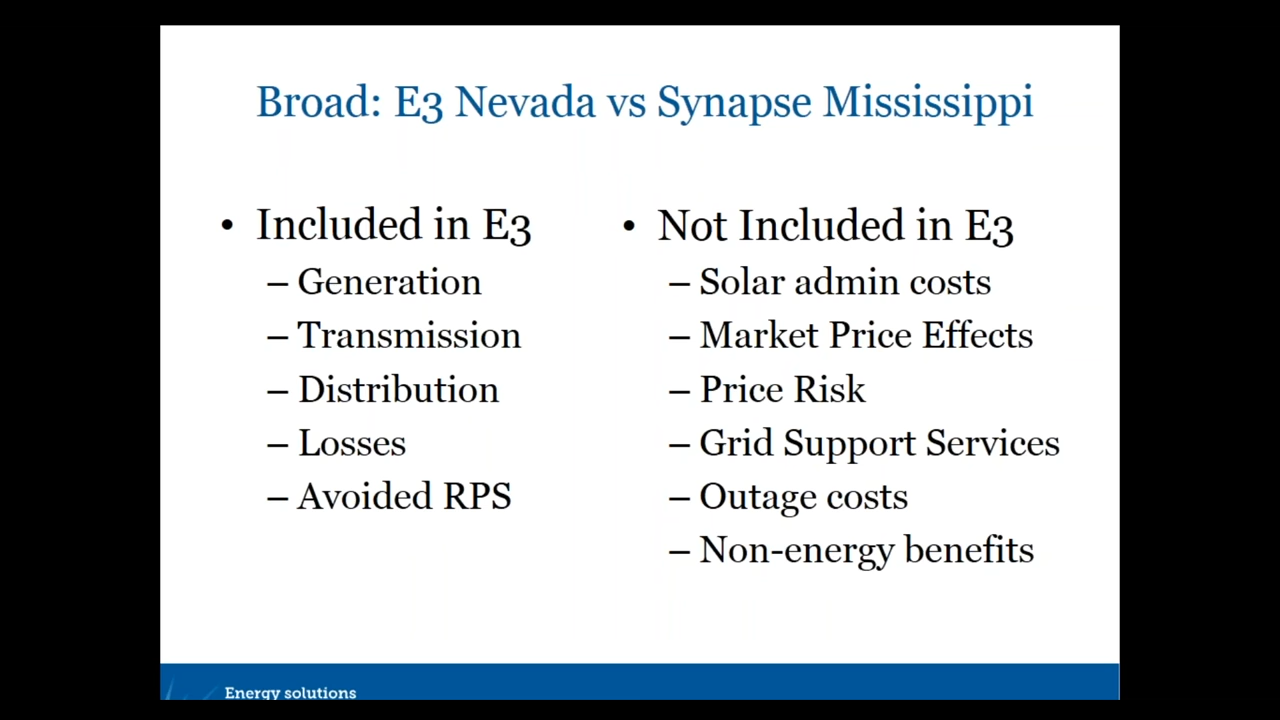 Broad: E3 Nevada vs Synapse Mississippi
• Included in E3
– Generation
– Transmission
– Distribution
– Losses
– Avoided RPS
• Not Included in E3
– Solar admin costs
– Market Price Effects
– Price Risk
– Grid Support Services
– Outage costs
– Non-energy benefits
Energy solutions